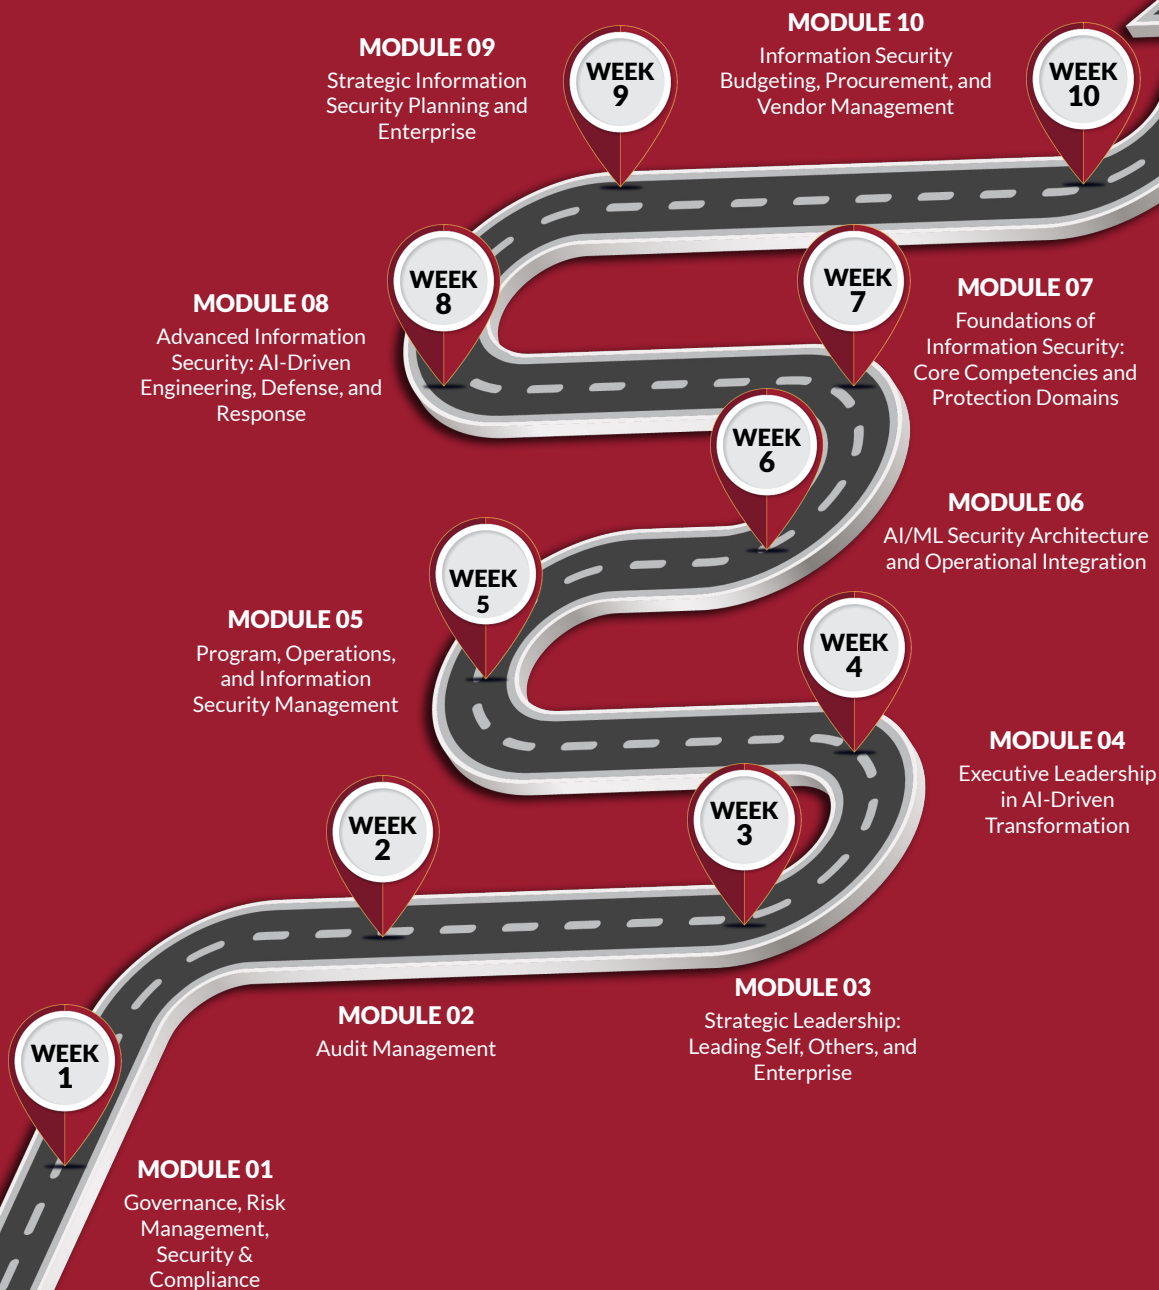 MODULE 09
Strategic Information
Security Planning and
Enterprise
WEEK
9
MODULE 10
Information Security
Budgeting, Procurement, and
Vendor Management
WEEK
10
MODULE 08
Advanced Information
Security: AI-Driven
Engineering, Defense, and
Response
WEEK
8
WEEK
7
MODULE 07
Foundations of
Information Security:
Core Competencies and
Protection Domains
WEEK
6
MODULE 06
AI/ML Security Architecture
and Operational Integration
MODULE 05
Program, Operations,
and Information
Security Management
WEEK
5
WEEK
4
MODULE 04
Executive Leadership
in AI-Driven
Transformation
WEEK
2
WEEK
3
MODULE 02
Audit Management
MODULE 03
Strategic Leadership:
Leading Self, Others, and
Enterprise
WEEK
1
MODULE 01
Governance, Risk
Management,
Security &
Compliance